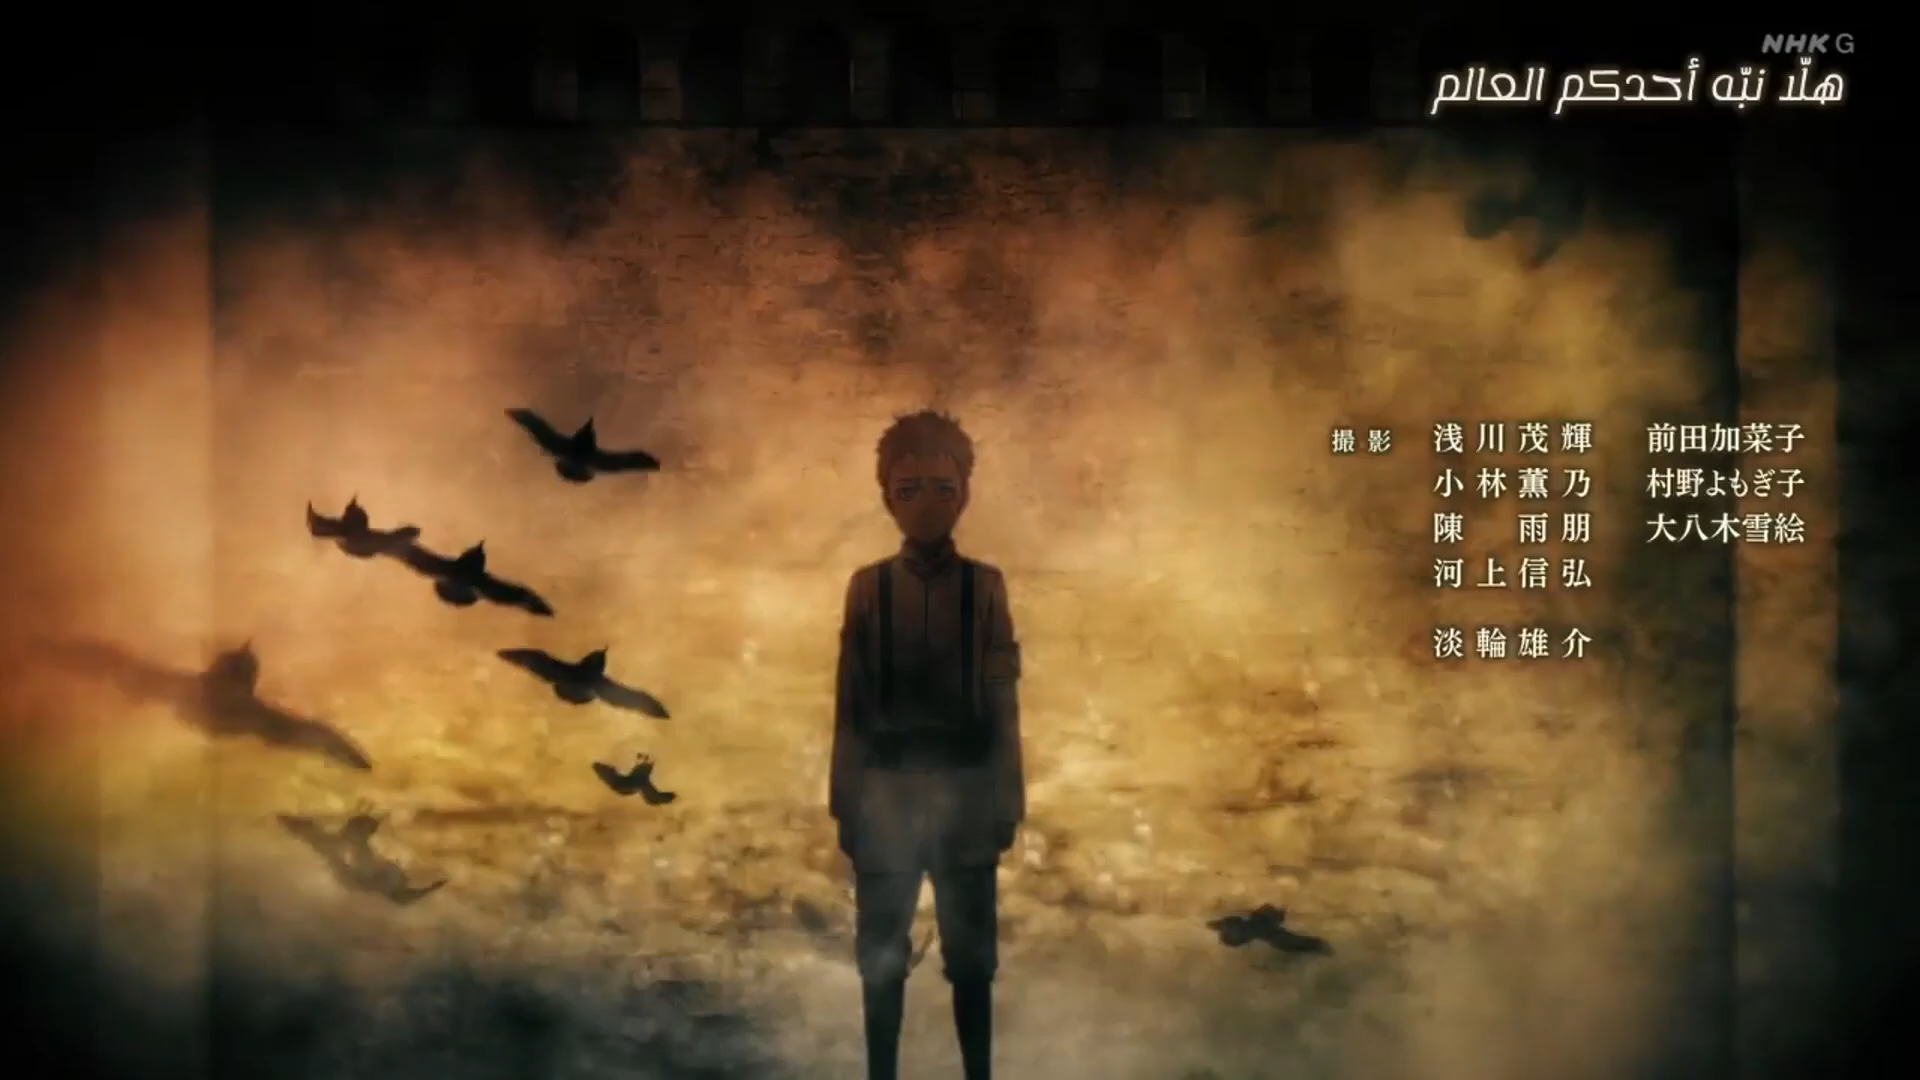 NHK G
هلّا نبّه أحدكم العالم
撮影 浅川茂輝 前田加菜子
小林薫乃 村野よもぎ子
陳 雨朋 大八木雪絵
河上信弘
淡輪雄介